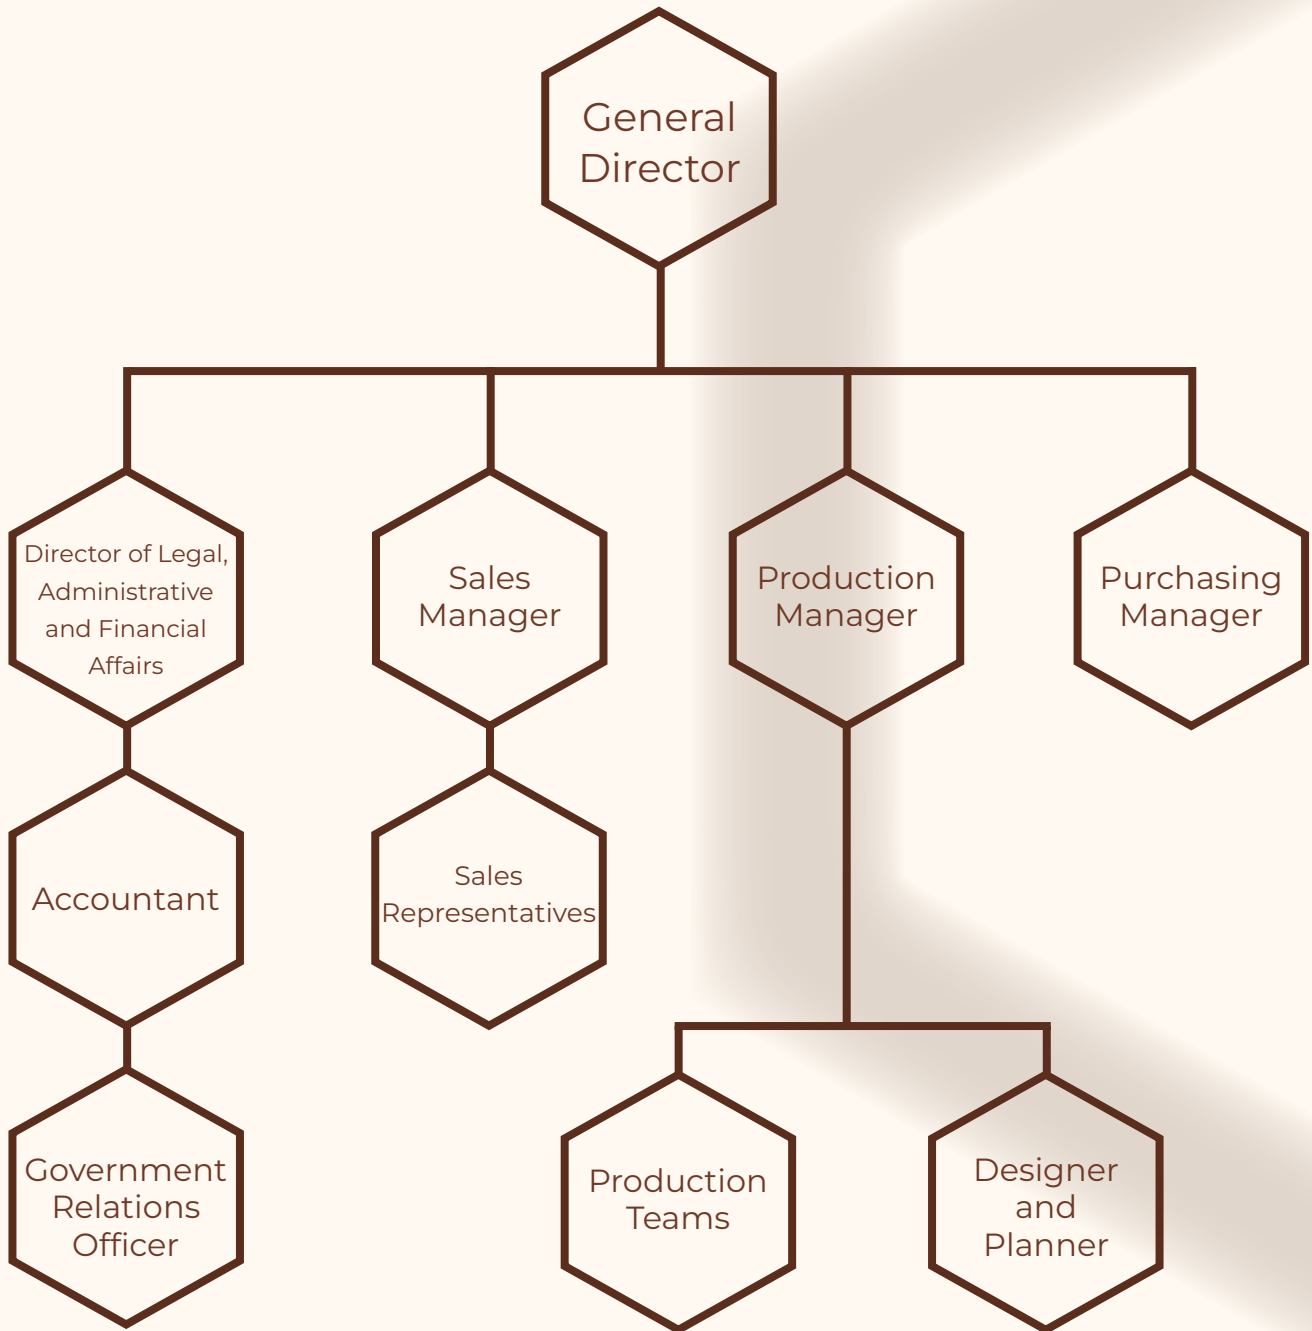 General
Director
Director of Legal,
Administrative
and Financial
Affairs
Sales
Manager
Production
Manager
Purchasing
Manager
Accountant
Sales
Representatives
Government
Relations
Officer
Production
Teams
Designer
and
Planner